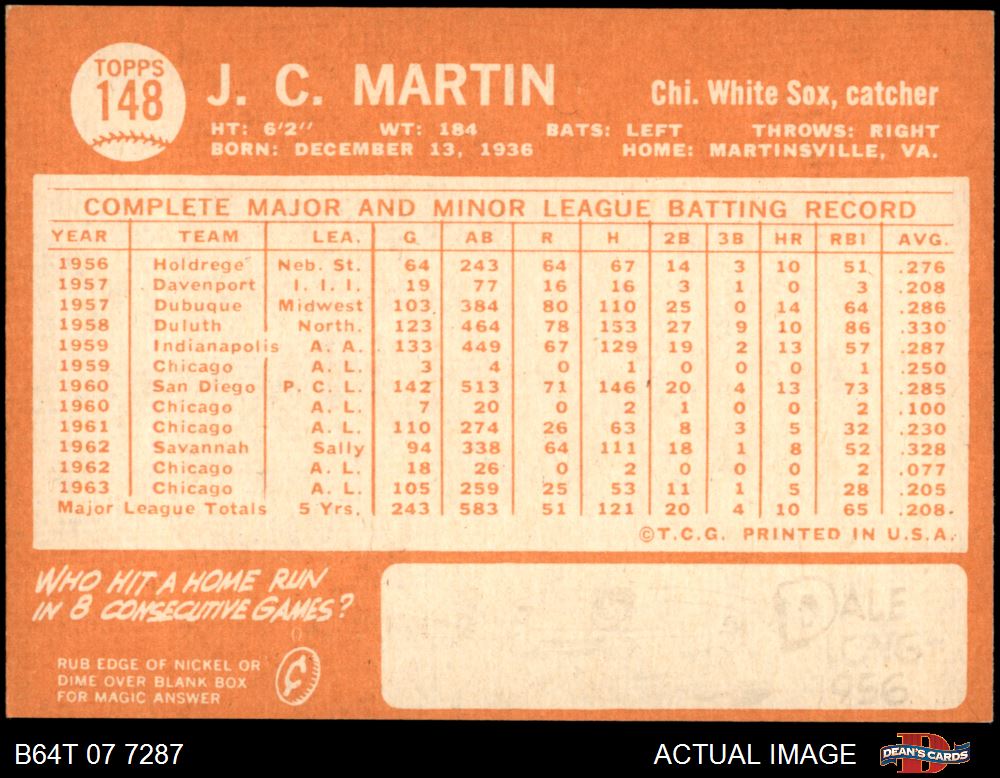 TOPPS
148
J. C. MARTIN
Chi. White Sox, catcher
HT: 6'2" WT: 184 BATS: LEFT THROWS: RIGHT
BORN: DECEMBER 13, 1936 HOME: MARTINSVILLE, VA.
COMPLETE MAJOR AND MINOR LEAGUE BATTING RECORD
YEAR TEAM LEA. G AB R H 2B 3B HR RBI AVG.
1956 Holdrege Neb. St. 64 243 64 67 14 3 10 51 .276
1957 Davenport I. I. I. 19 77 16 16 3 1 0 3 .208
1957 Dubuque Midwest 103 384 80 110 25 0 14 64 .286
1958 Duluth North. 123 464 78 153 27 9 10 86 .330
1959 Indianapolis A. A. 133 449 67 129 19 2 13 57 .287
1959 Chicago A. L. 3 4 0 1 0 0 0 1 .250
1960 San Diego P. C. L. 142 513 71 146 20 4 13 73 .285
1960 Chicago A. L. 7 20 0 2 1 0 0 2 .100
1961 Chicago A. L. 110 274 26 63 8 3 5 32 .230
1962 Savannah Sally 94 338 64 111 18 1 8 52 .328
1962 Chicago A. L. 18 26 0 2 0 0 0 2 .077
1963 Chicago A. L. 105 259 25 53 11 1 5 28 .205
Major League Totals 5 Yrs. 243 583 51 121 20 4 10 65 .208
©T.C.G. PRINTED IN U.S.A.
WHO HIT A HOME RUN
IN 8 CONSECUTIVE GAMES?
RUB EDGE OF NICKEL OR
DIME OVER BLANK BOX
FOR MAGIC ANSWER
¢
DALE
B64T 07 7287
ACTUAL IMAGE
DEAN'S CARDS